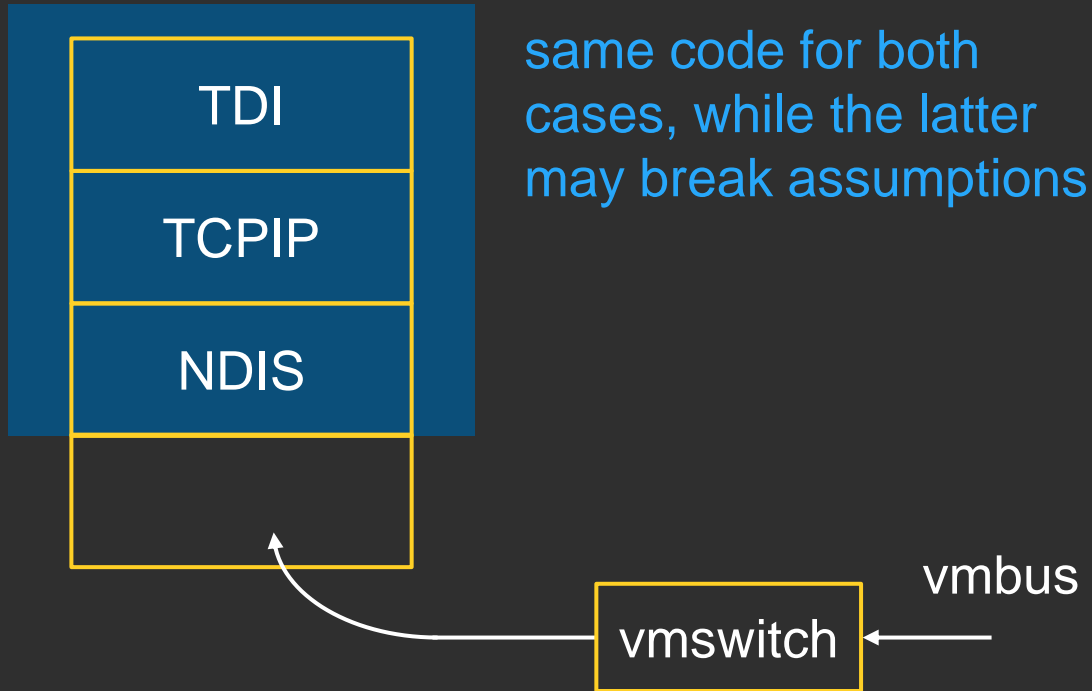 TDI
TCPIP
NDIS
same code for both
cases, while the latter
may break assumptions
vmbus
vmswitch